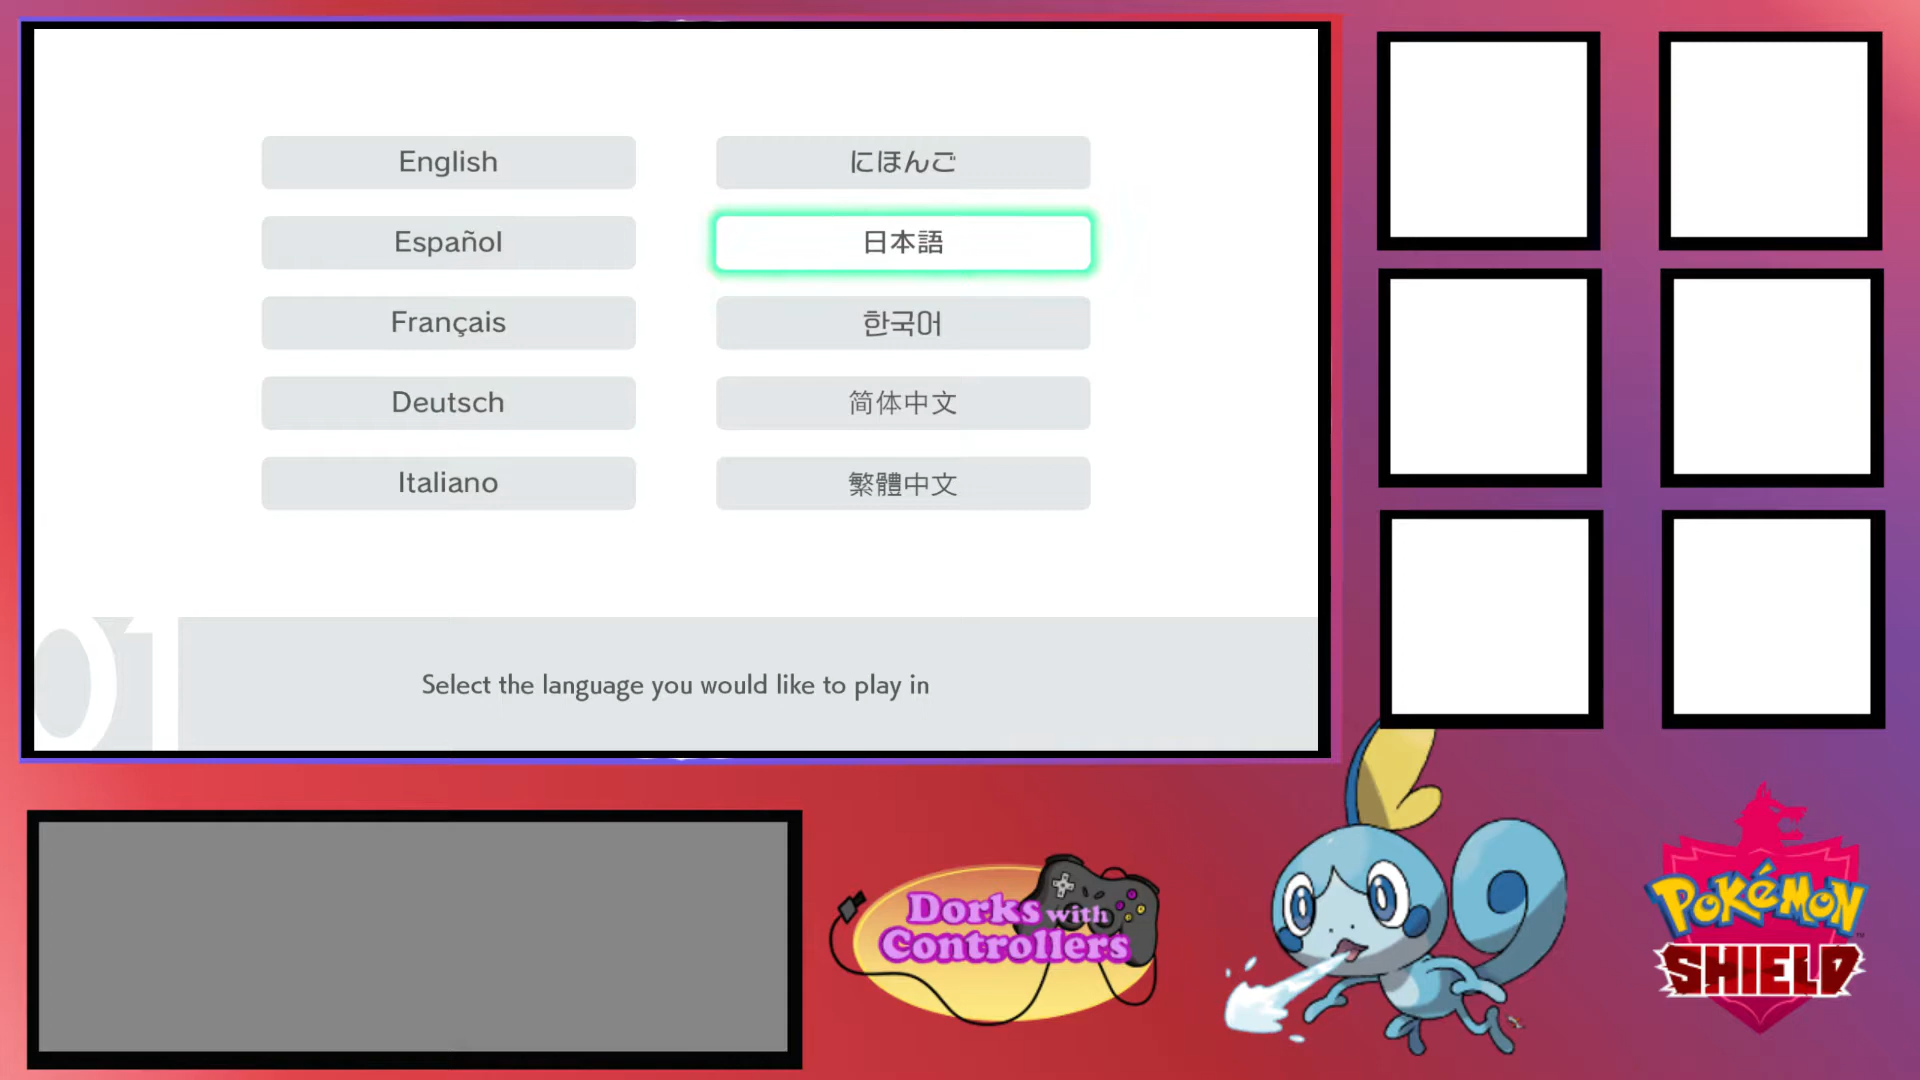 English
Español
Français
Deutsch
Italiano
にほんご
日本語
한국어
简体中文
繁體中文
01
Select the language you would like to play in
Dorks with
Controllers
POKéMON
SHIELD